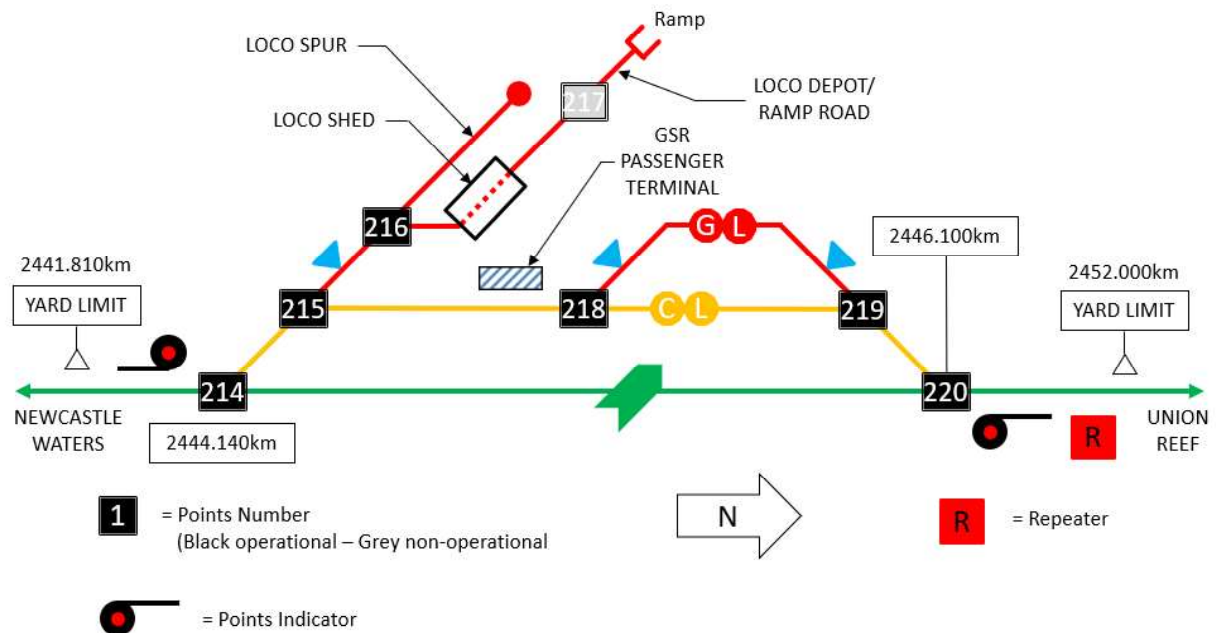 Ramp
LOCO SPUR
LOCO DEPOT/
RAMP ROAD
217
LOCO SHED
GSR
PASSENGER
TERMINAL
216
G L
2446.100km
2441.810km
YARD LIMIT
2452.000km
YARD LIMIT
215
218
C L
219
214
220
NEWCASTLE
WATERS
2444.140km
R
UNION
REEF
1
= Points Number
(Black operational – Grey non-operational
N
R
= Repeater
= Points Indicator